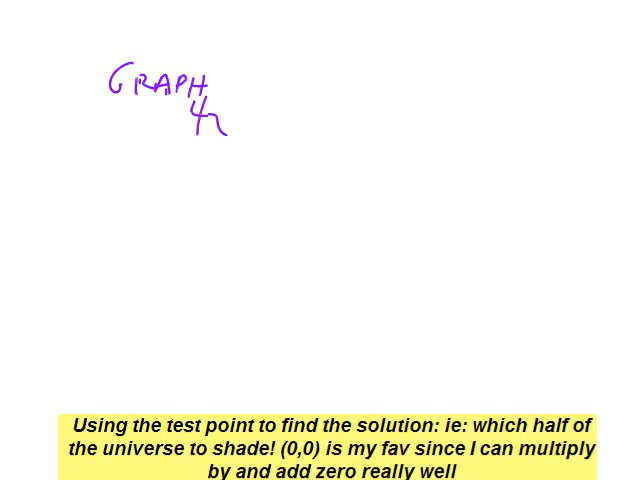 GRAPH
4
Using the test point to find the solution: ie: which half of
the universe to shade! (0,0) is my fav since I can multiply
by and add zero really well